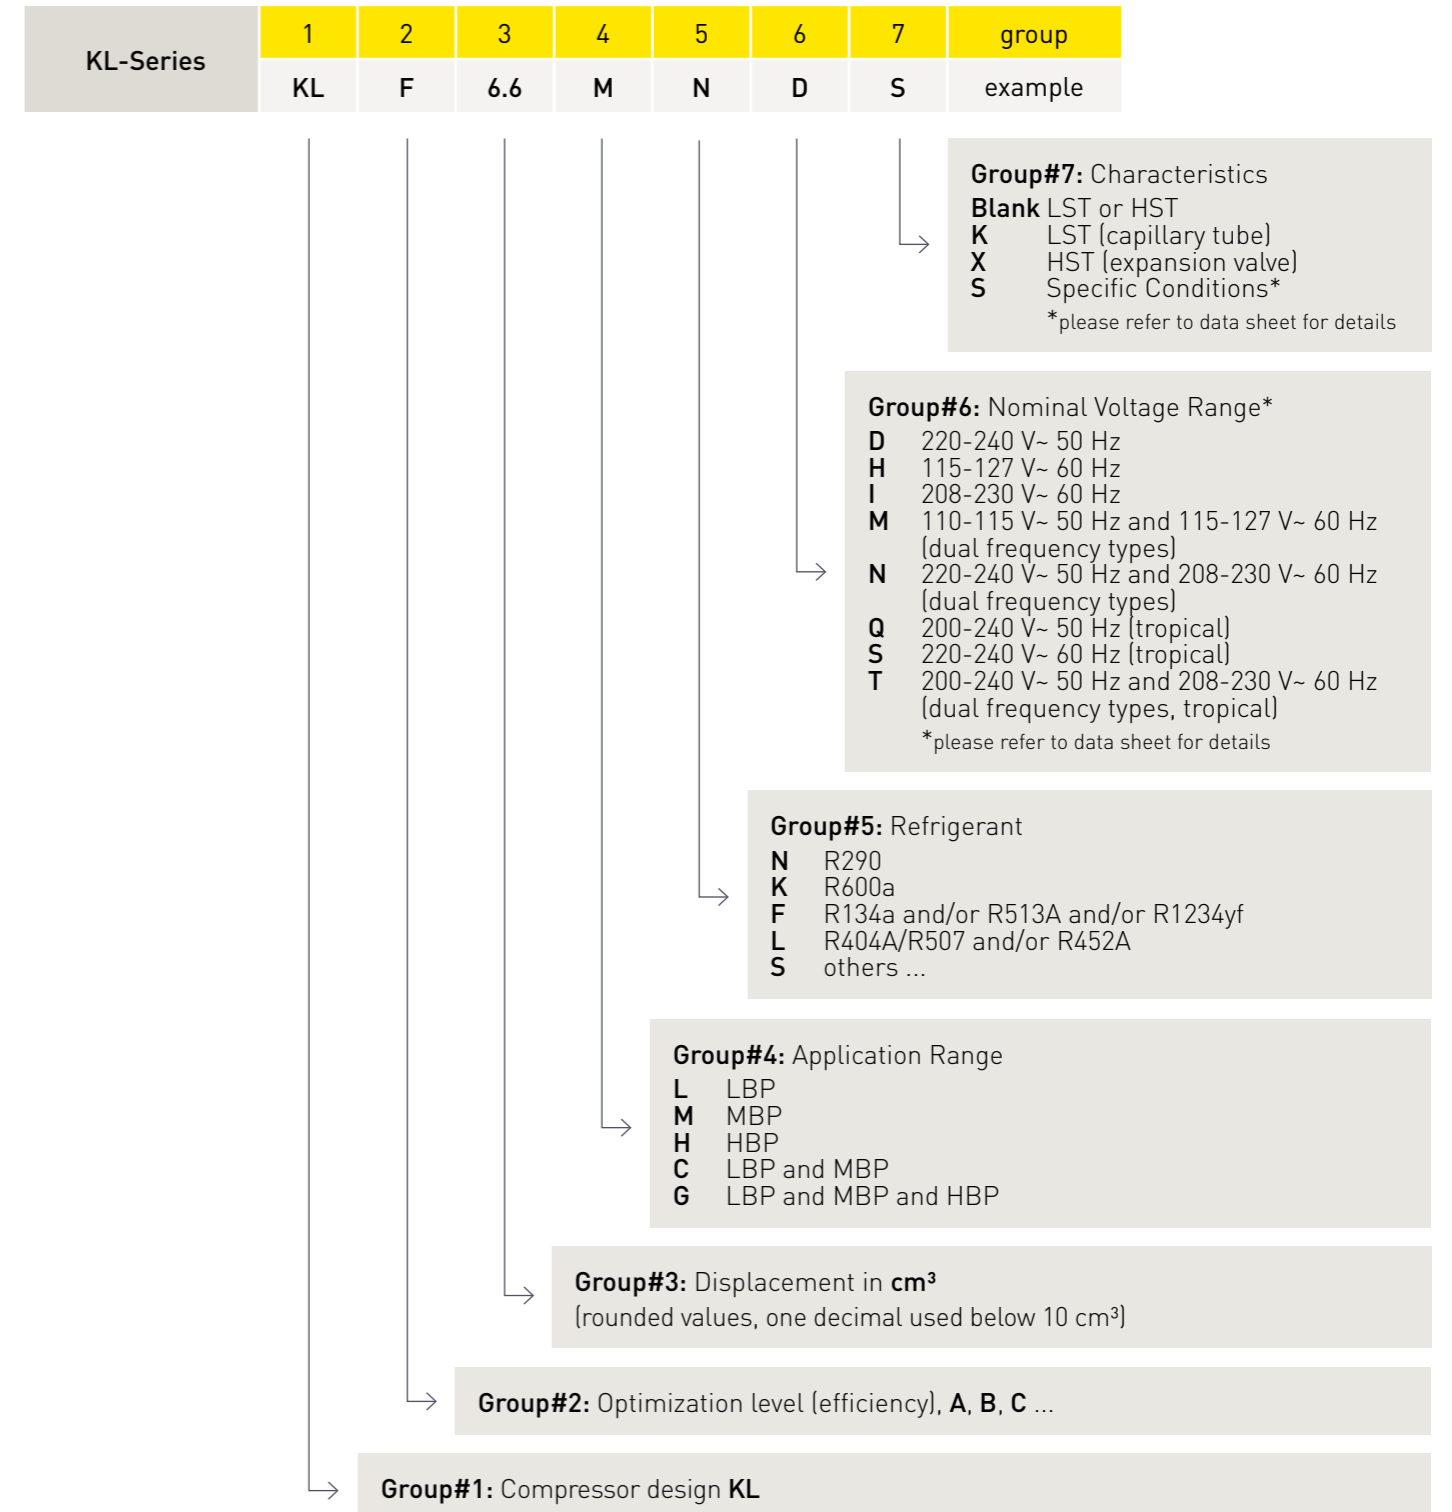 KL-Series
1 2 3 4 5 6 7 group
KL F 6.6 M N D S example
Group#7: Characteristics
Blank LST or HST
K LST (capillary tube)
X HST (expansion valve)
S Specific Conditions*
*please refer to data sheet for details
Group#6: Nominal Voltage Range*
D 220-240 V~ 50 Hz
H 115-127 V~ 60 Hz
I 208-230 V~ 60 Hz
M 110-115 V~ 50 Hz and 115-127 V~ 60 Hz
(dual frequency types)
N 220-240 V~ 50 Hz and 208-230 V~ 60 Hz
(dual frequency types)
Q 200-240 V~ 50 Hz (tropical)
S 220-240 V~ 60 Hz (tropical)
T 200-240 V~ 50 Hz and 208-230 V~ 60 Hz
(dual frequency types, tropical)
*please refer to data sheet for details
Group#5: Refrigerant
N R290
K R600a
F R134a and/or R513A and/or R1234yf
L R404A/R507 and/or R452A
S others ...
Group#4: Application Range
L LBP
M MBP
H HBP
C LBP and MBP
G LBP and MBP and HBP
Group#3: Displacement in cm³
(rounded values, one decimal used below 10 cm³)
Group#2: Optimization level (efficiency), A, B, C ...
Group#1: Compressor design KL